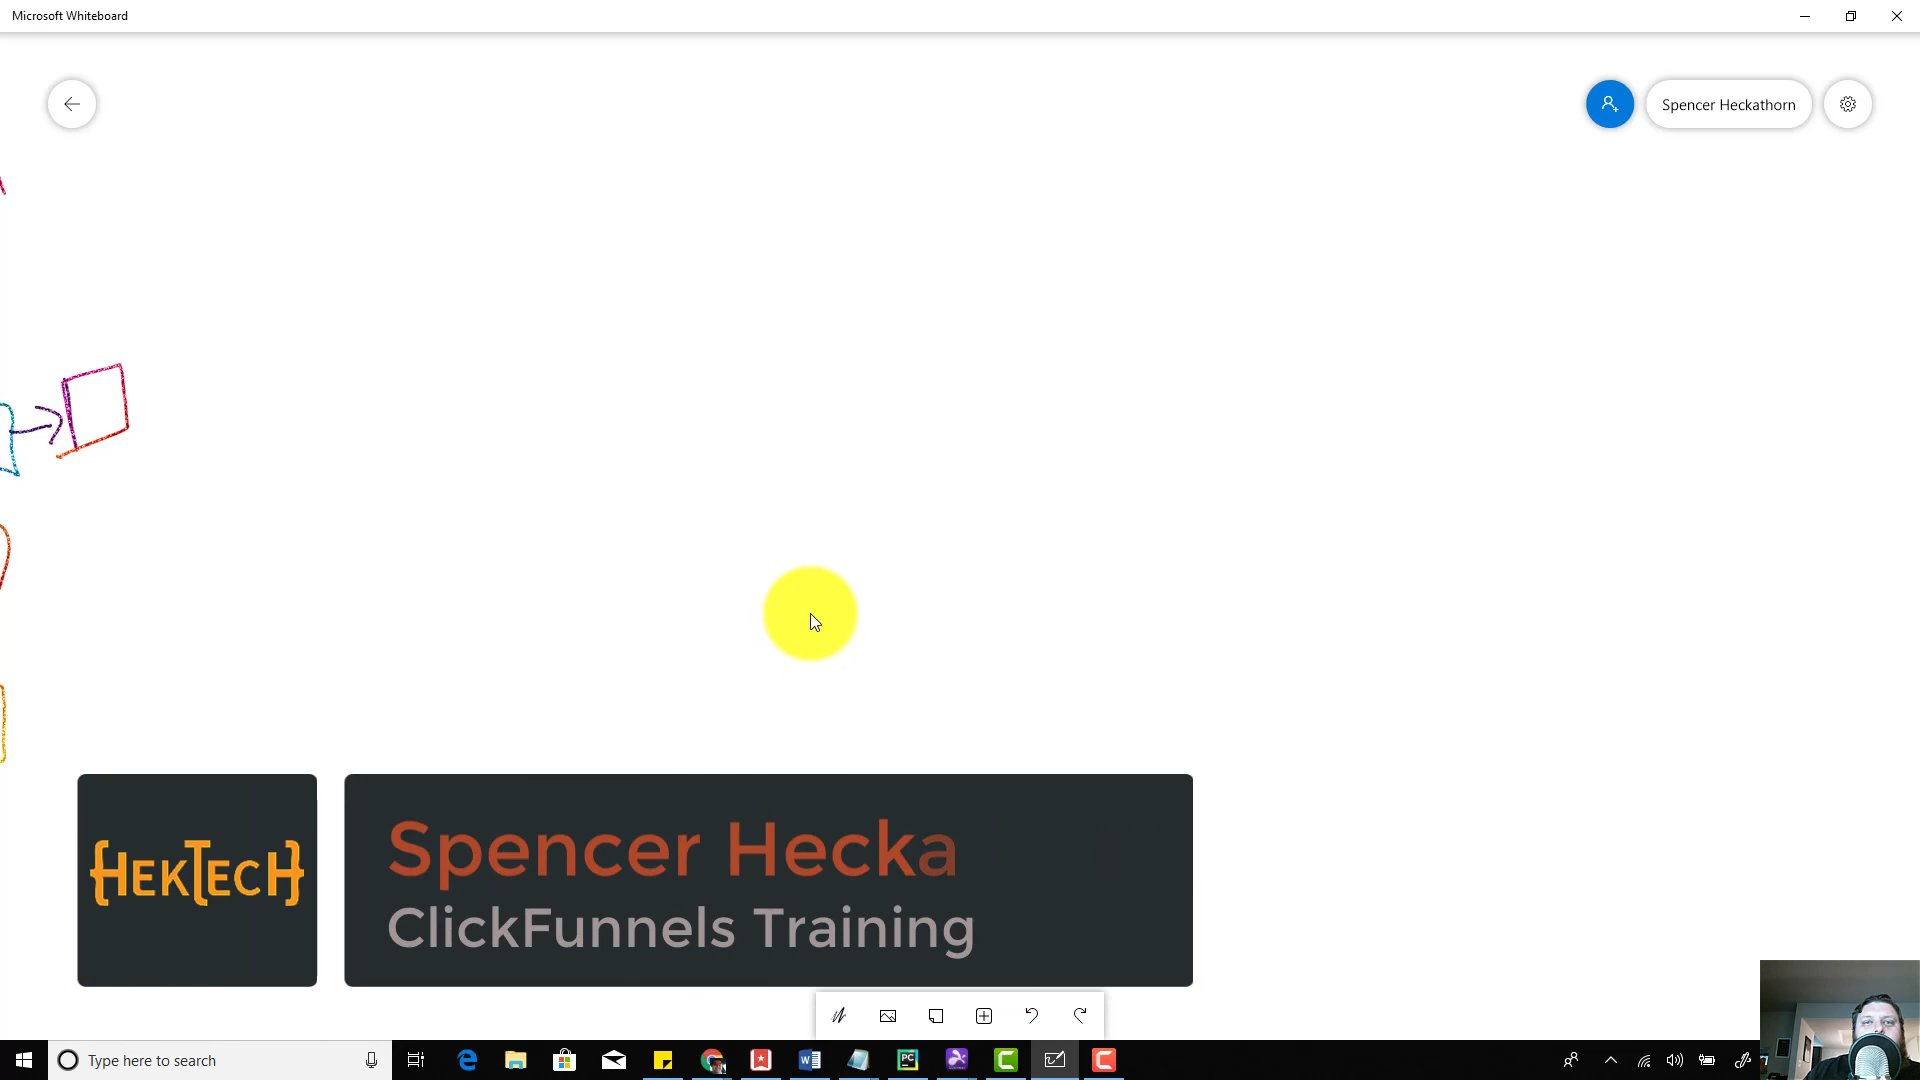 Microsoft Whiteboard
Spencer Heckathorn
{HEKTECH}
Spencer Hecka
ClickFunnels Training
Type here to search